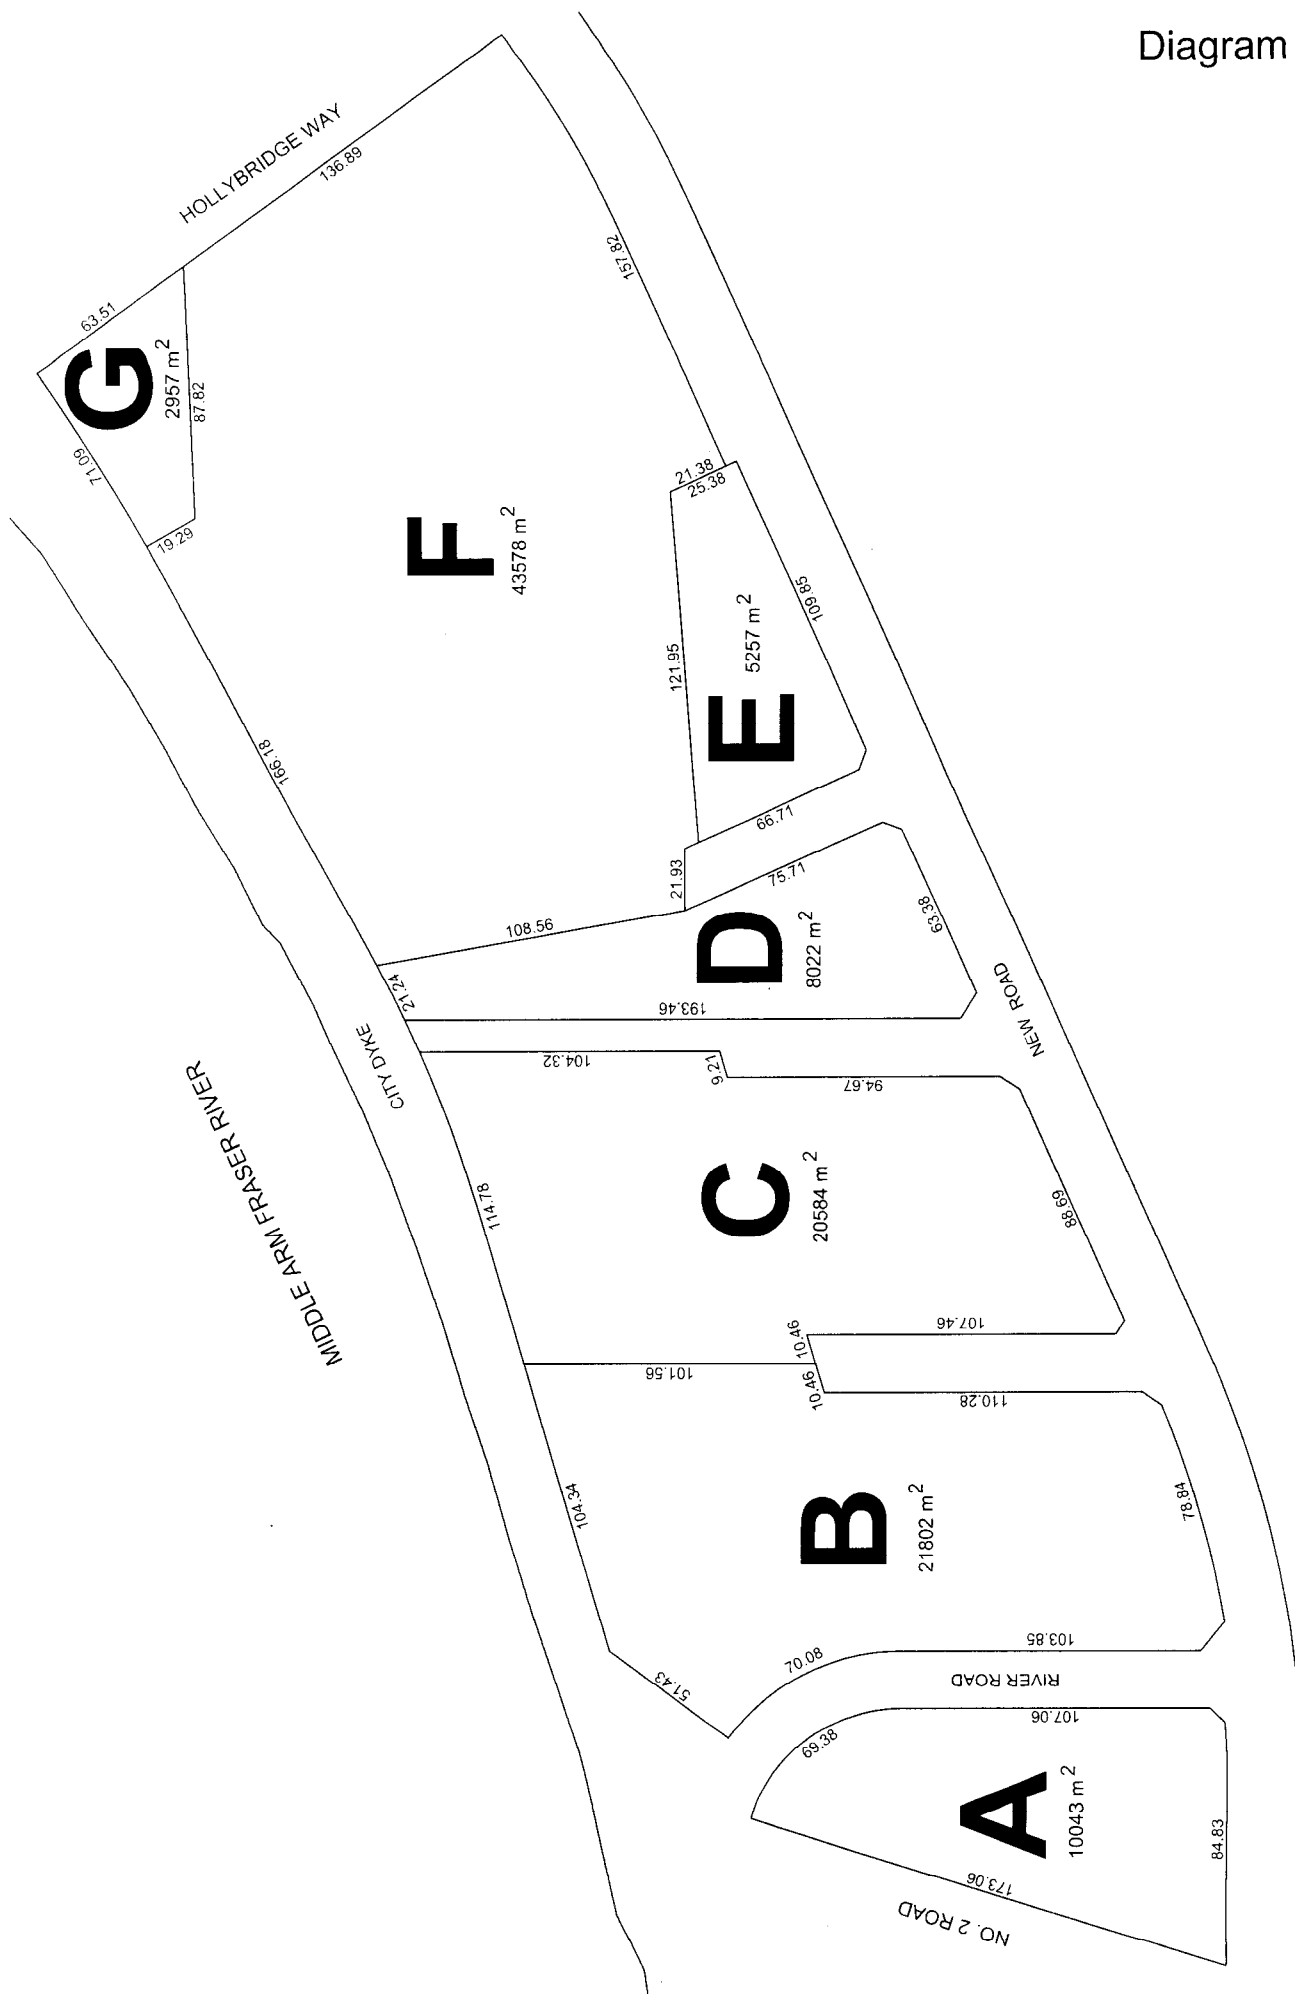 Diagram
HOLLYBRIDGE WAY
136.89
63.51
G
2957 m²
87.82
71.09
19.29
157.82
F
43578 m²
21.38
25.38
109.85
E
5257 m²
121.95
66.71
166.18
21.93
75.71
108.56
D
8022 m²
63.38
21.24
193.46
NEW ROAD
CITY DYKE
MIDDLE ARM FRASER RIVER
104.32
9.21
94.67
C
20584 m²
114.78
88.69
107.46
10.46
101.56
10.46
110.28
B
21802 m²
104.34
78.84
103.85
70.08
51.43
RIVER ROAD
69.38
107.06
A
10043 m²
84.83
173.06
NO. 2 ROAD